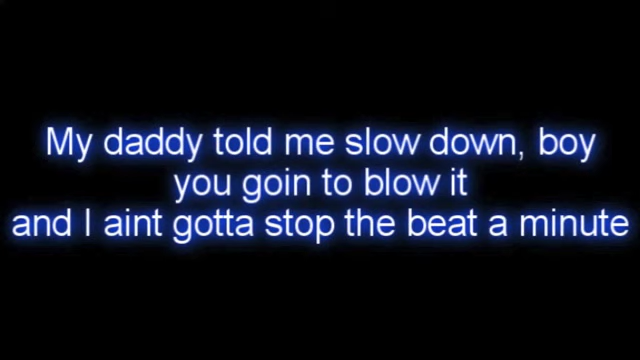 My daddy told me slow down, boy
you goin to blow it
and I aint gotta stop the beat a minute